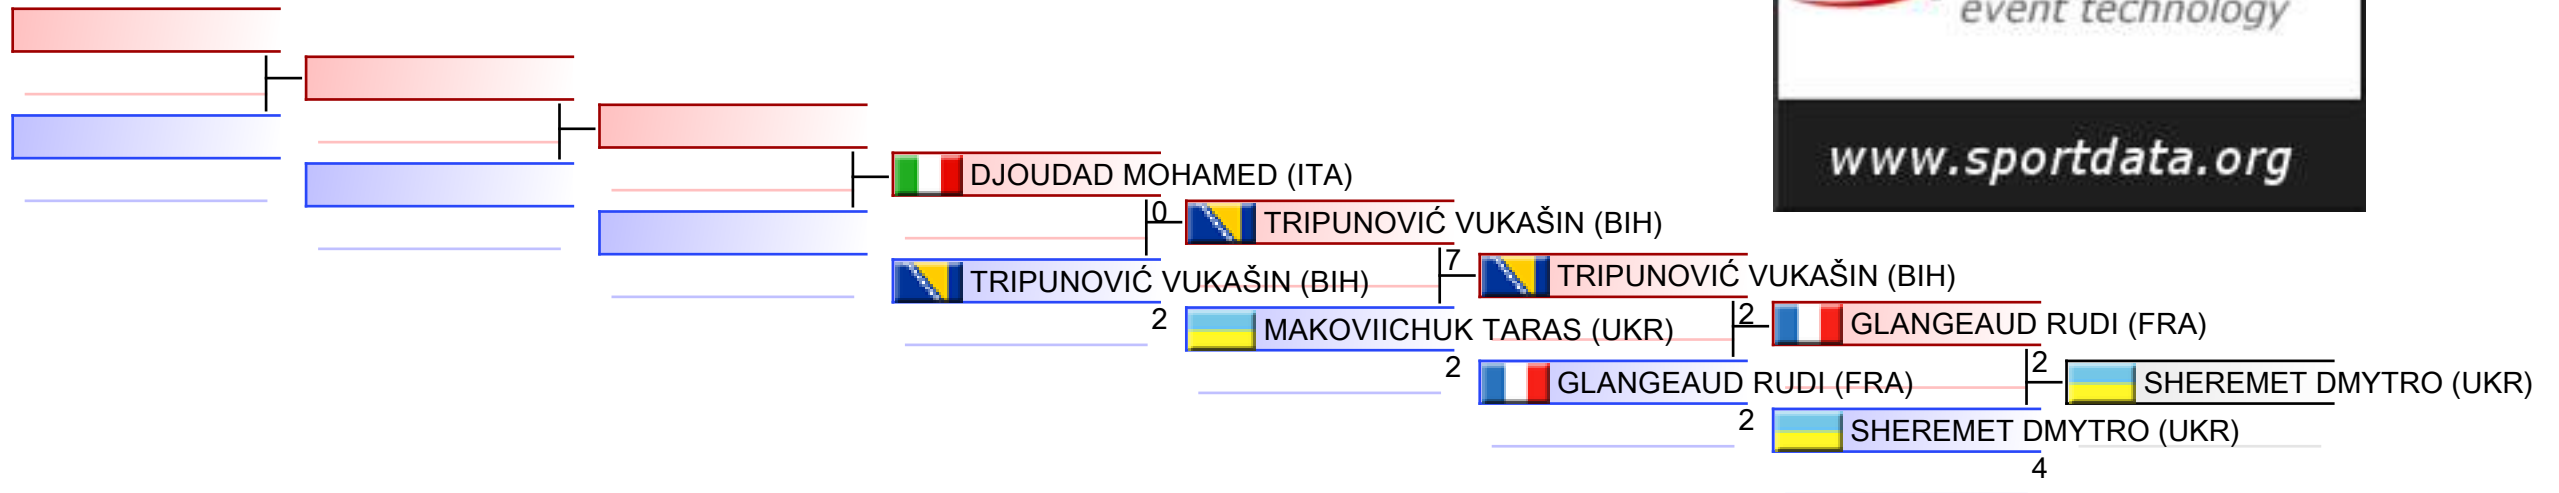 event technology
www.sportdata.org
DJOUDAD MOHAMED (ITA)
0
TRIPUNOVIĆ VUKAŠIN (BIH)
TRIPUNOVIĆ VUKAŠIN (BIH)
2
7
TRIPUNOVIĆ VUKAŠIN (BIH)
MAKOVIICHUK TARAS (UKR)
2
2
GLANGEAUD RUDI (FRA)
GLANGEAUD RUDI (FRA)
2
2
SHEREMET DMYTRO (UKR)
SHEREMET DMYTRO (UKR)
4